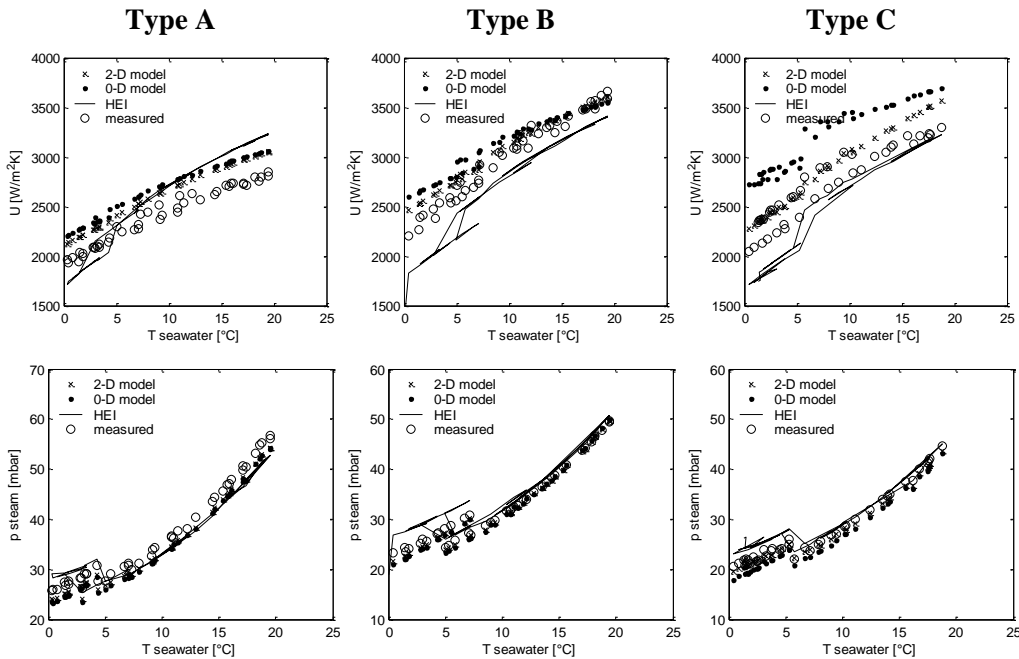 Type A
Type B
Type C
4000
3500
3000
2500
2000
1500
U [W/m²K]
0 5 10 15 20 25
T seawater [°C]
2-D model
0-D model
HEI
measured
4000
3500
3000
2500
2000
1500
U [W/m²K]
0 5 10 15 20 25
T seawater [°C]
2-D model
0-D model
HEI
measured
4000
3500
3000
2500
2000
1500
U [W/m²K]
0 5 10 15 20 25
T seawater [°C]
2-D model
0-D model
HEI
measured
70
60
50
40
30
20
p steam [mbar]
0 5 10 15 20 25
T seawater [°C]
2-D model
0-D model
HEI
measured
60
50
40
30
20
10
p steam [mbar]
0 5 10 15 20 25
T seawater [°C]
2-D model
0-D model
HEI
measured
60
50
40
30
20
10
p steam [mbar]
0 5 10 15 20 25
T seawater [°C]
2-D model
0-D model
HEI
measured